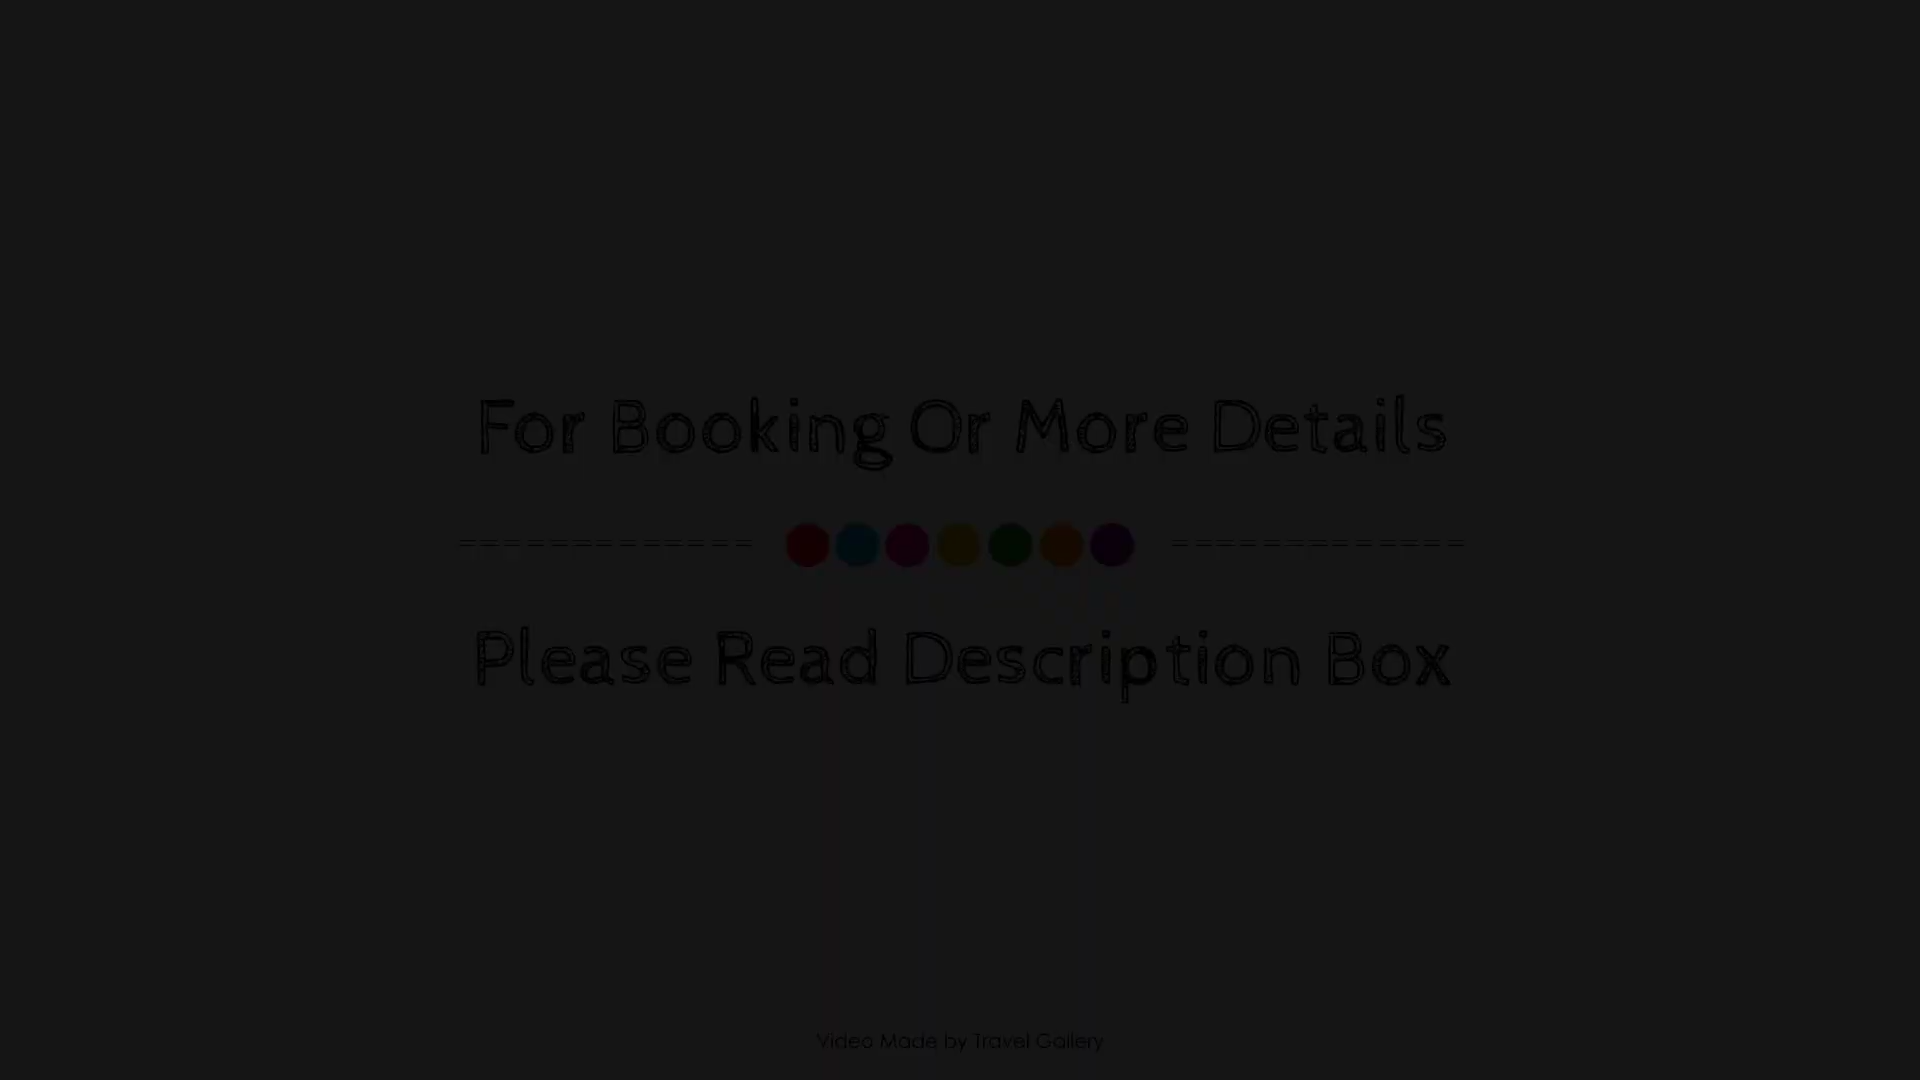 For Booking Or More Details
============= =============
Please Read Description Box
Video Made by Travel Gallery